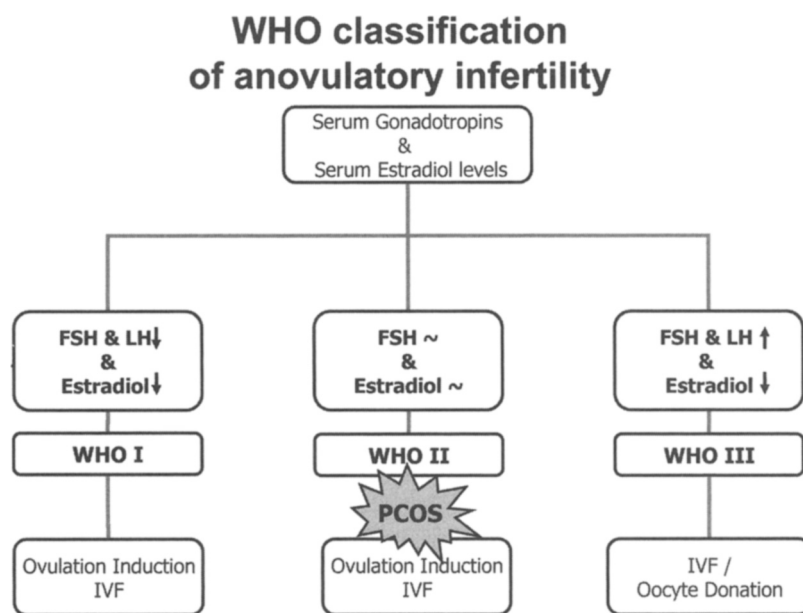 WHO classification
of anovulatory infertility
Serum Gonadotropins
&
Serum Estradiol levels
FSH & LH↓
&
Estradiol↓
FSH ~
&
Estradiol ~
FSH & LH ↑
&
Estradiol ↓
WHO I
WHO II
WHO III
PCOS
Ovulation Induction
IVF
Ovulation Induction
IVF
IVF /
Oocyte Donation